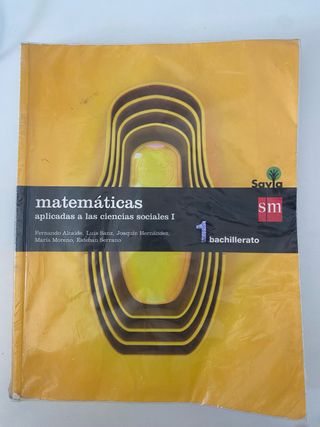 matemáticas
aplicadas a las ciencias sociales I
Fernando Alcaide, Luis Sanz, Joaquín Hernández,
María Moreno, Esteban Serrano
1 bachillerato
Savia
sm